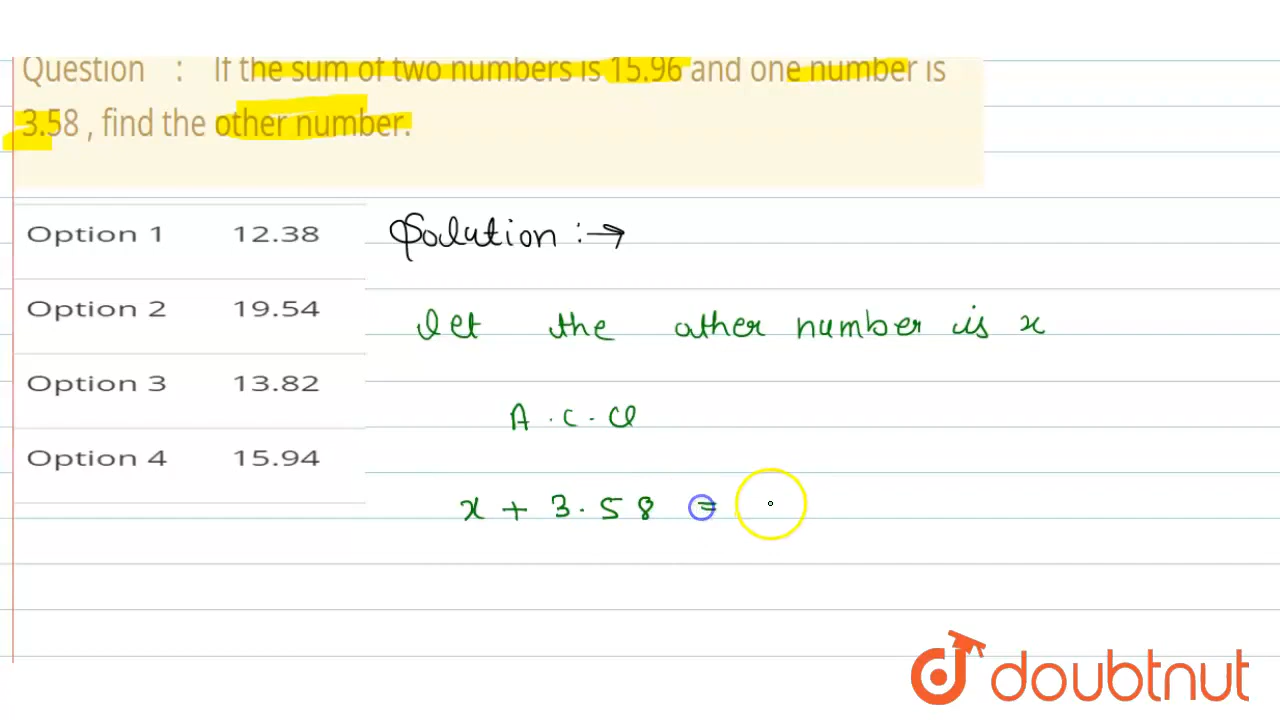 Question : If the sum of two numbers is 15.96 and one number is
3.58 , find the other number.
Option 1 12.38
Option 2 19.54
Option 3 13.82
Option 4 15.94
Solution :→
let the other number is x
A.C.Q
x + 3.58 =
doubtnut